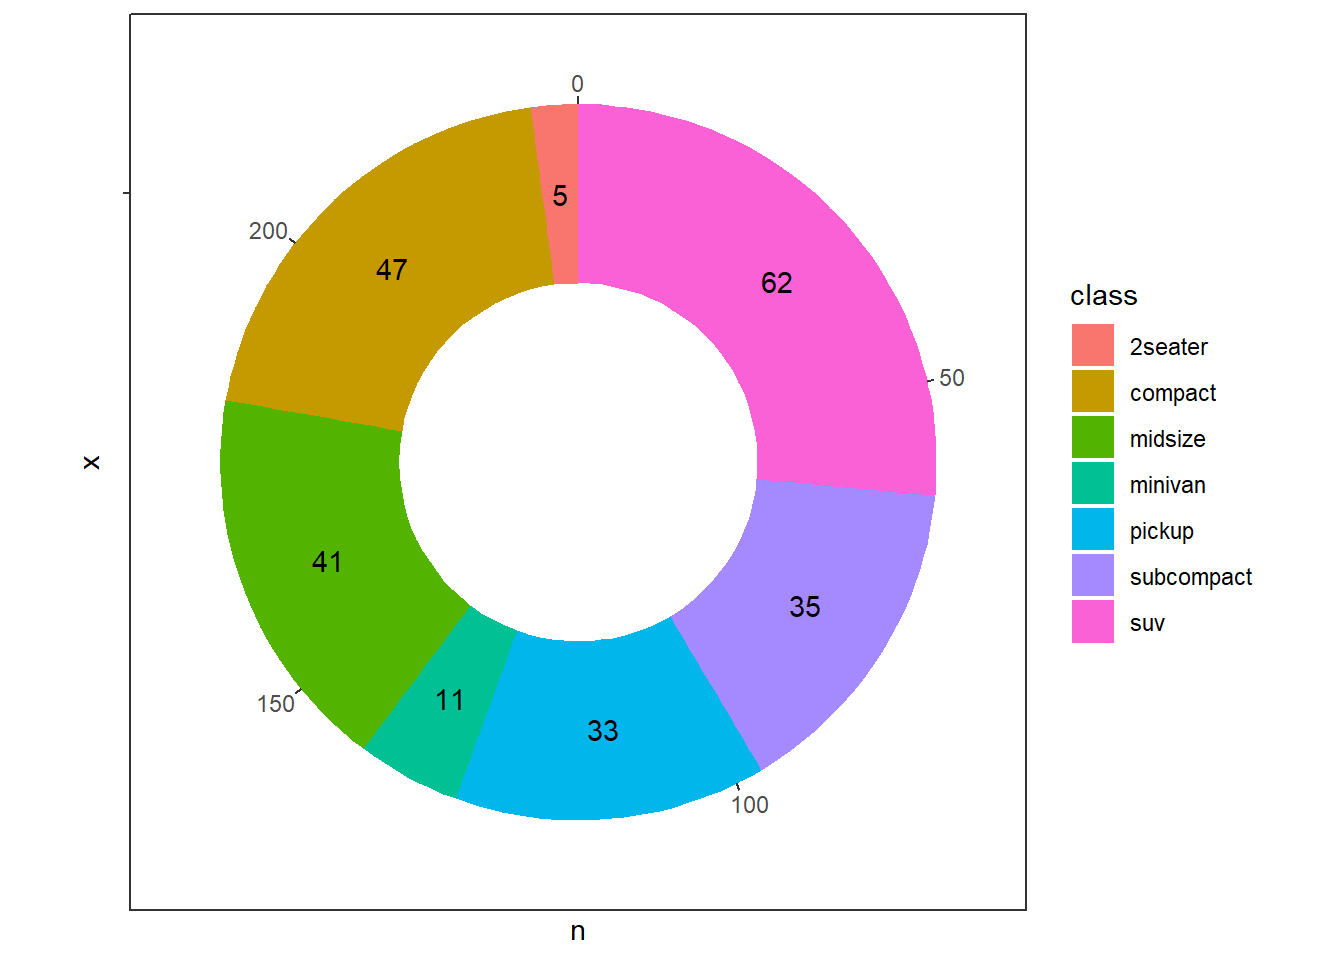 0
5
200
47
62
50
x
41
35
11
33
150
100
n
class
2seater
compact
midsize
minivan
pickup
subcompact
suv